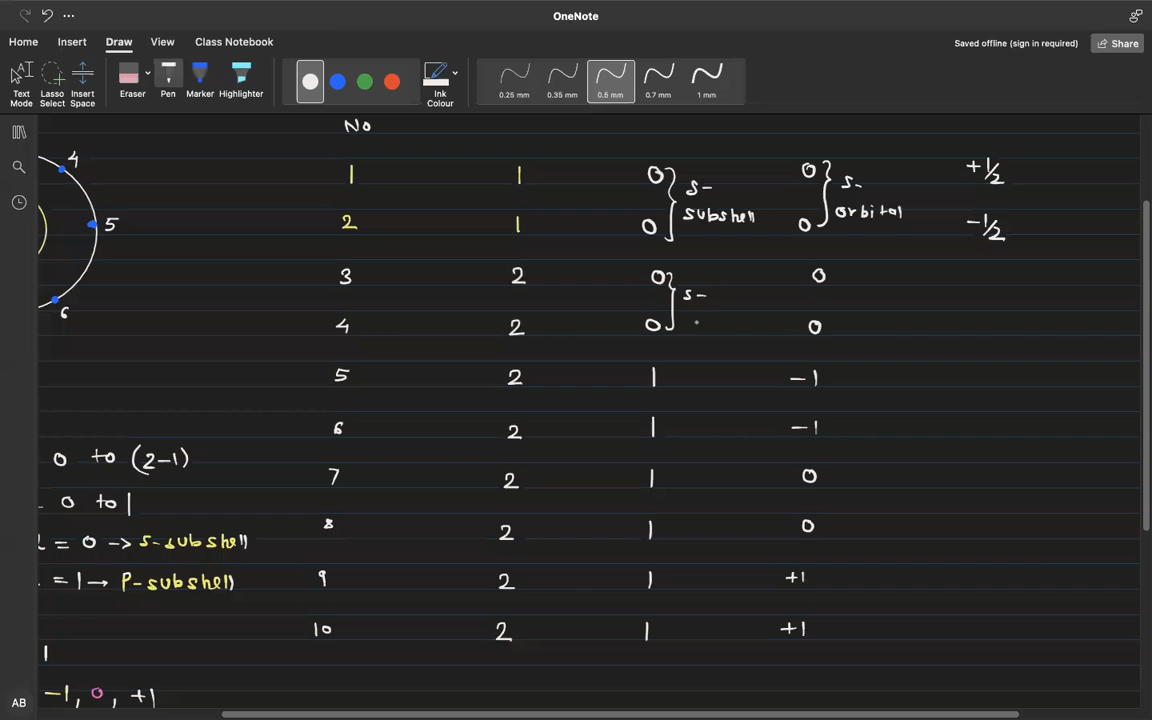 OneNote
Home Insert Draw View Class Notebook
Saved offline (sign in required) Share
Text Mode Lasso Select Insert Space Eraser Pen Marker Highlighter Ink Colour 0.25 mm 0.35 mm 0.5 mm 0.7 mm 1 mm
No
4
1 1 0 0 +1/2
s- subshell s- orbital
5 2 1 0 0 -1/2
3 2 0 0
s-
6 4 2 0 0
5 2 1 -1
6 2 1 -1
0 to (2-1)
7 2 1 0
0 to 1
8 2 1 0
= 0 -> s-subshell
9 2 1 +1
= 1 → P-subshell
10 2 1 +1
1
-1, 0, +1
AB